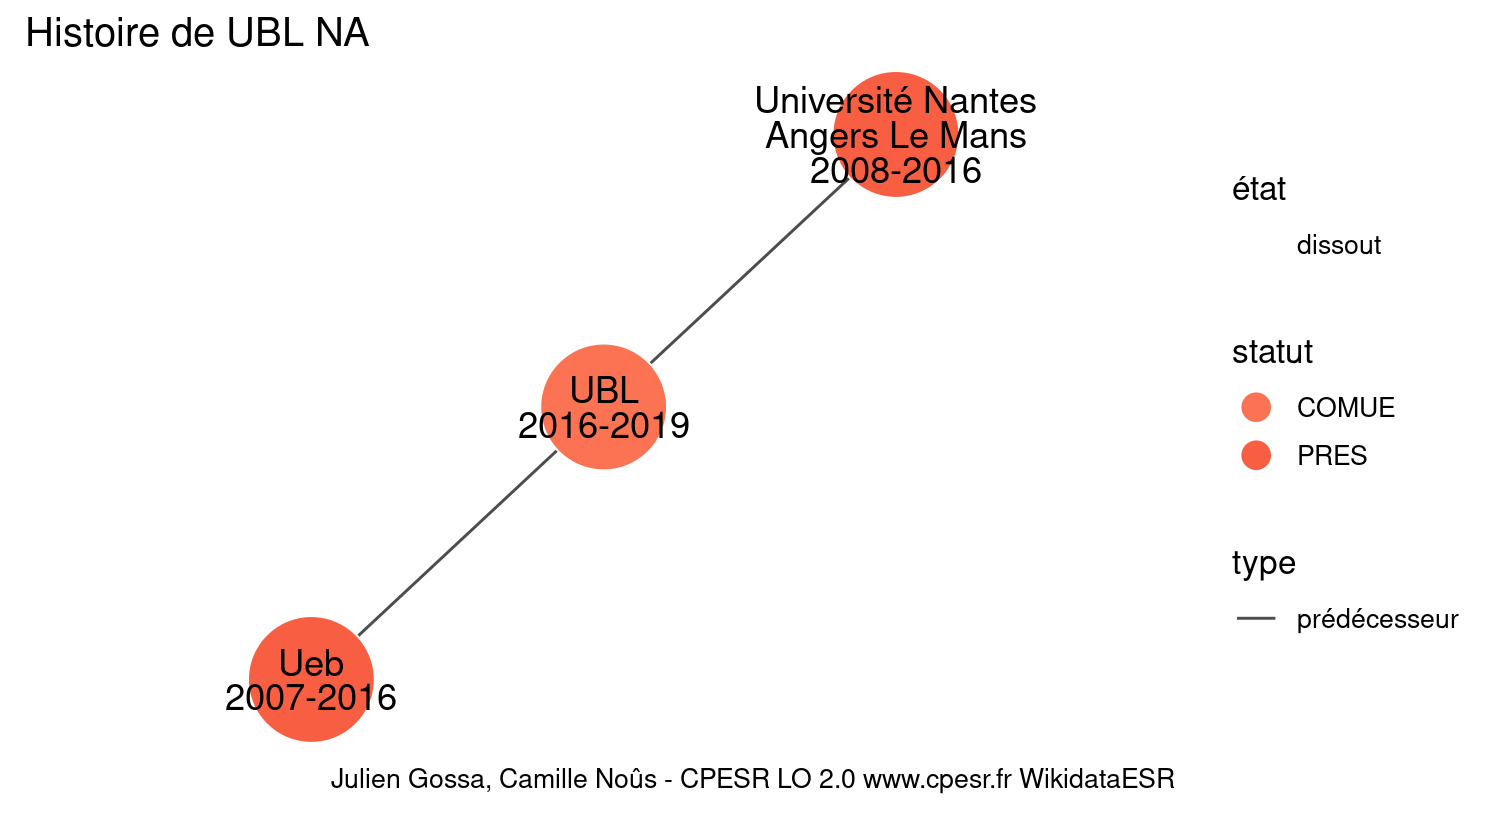 Histoire de UBL NA
Université Nantes
Angers Le Mans
2008-2016
UBL
2016-2019
Ueb
2007-2016
état
dissout
statut
COMUE
PRES
type
prédécesseur
Julien Gossa, Camille Noûs - CPESR LO 2.0 www.cpesr.fr WikidataESR